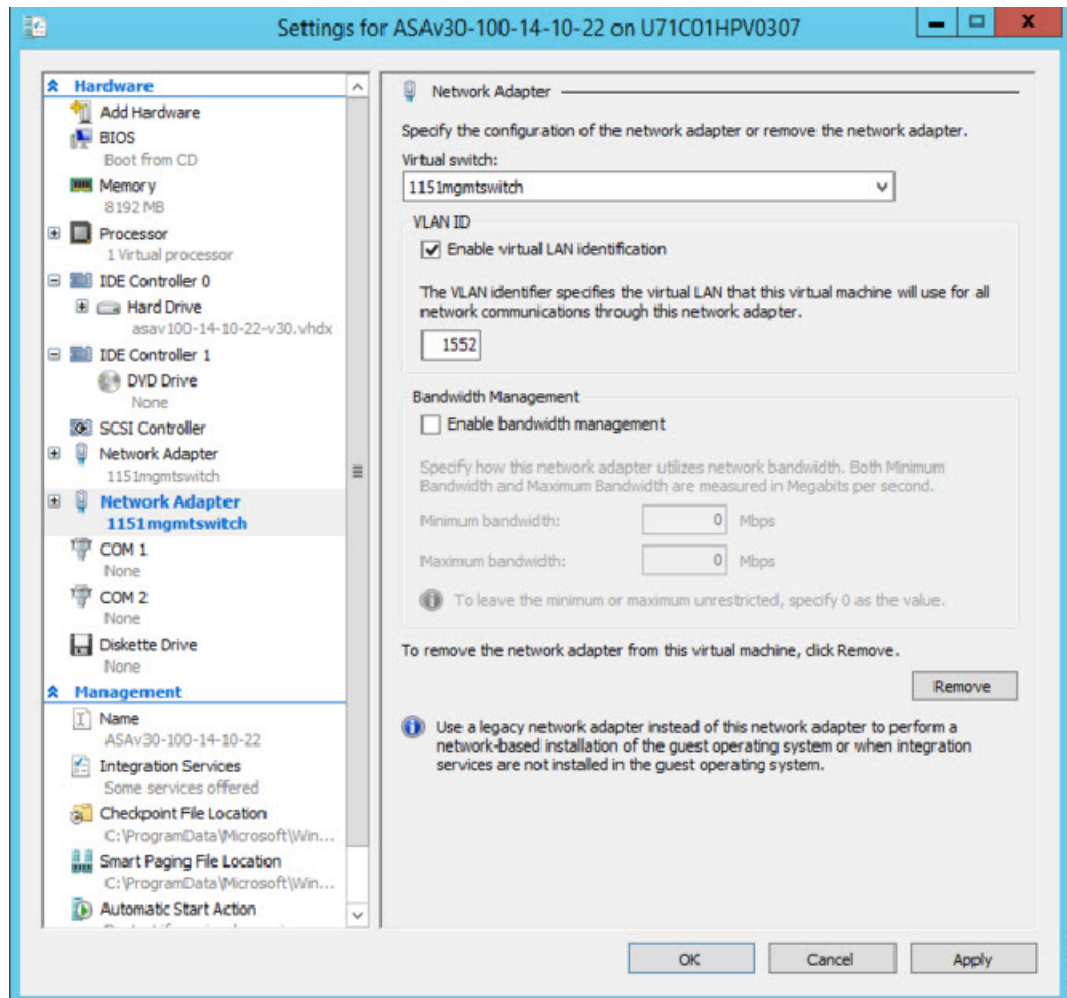 Settings for ASAv30-100-14-10-22 on U71C01HPV0307
Hardware
Add Hardware
BIOS
Boot from CD
Memory
8192 MB
Processor
1 Virtual processor
IDE Controller 0
Hard Drive
asav100-14-10-22-v30.vhdx
IDE Controller 1
DVD Drive
None
SCSI Controller
Network Adapter
1151mgmtswitch
Network Adapter
1151mgmtswitch
COM 1
None
COM 2
None
Diskette Drive
None
Management
Name
ASAv30-100-14-10-22
Integration Services
Some services offered
Checkpoint File Location
C:\ProgramData\Microsoft\Win...
Smart Paging File Location
C:\ProgramData\Microsoft\Win...
Automatic Start Action
Network Adapter
Specify the configuration of the network adapter or remove the network adapter.
Virtual switch:
1151mgmtswitch
VLAN ID
Enable virtual LAN identification
The VLAN identifier specifies the virtual LAN that this virtual machine will use for all
network communications through this network adapter.
1552
Bandwidth Management
Enable bandwidth management
Specify how this network adapter utilizes network bandwidth. Both Minimum
Bandwidth and Maximum Bandwidth are measured in Megabits per second.
Minimum bandwidth: 0 Mbps
Maximum bandwidth: 0 Mbps
To leave the minimum or maximum unrestricted, specify 0 as the value.
To remove the network adapter from this virtual machine, click Remove.
Remove
Use a legacy network adapter instead of this network adapter to perform a
network-based installation of the guest operating system or when integration
services are not installed in the guest operating system.
OK Cancel Apply